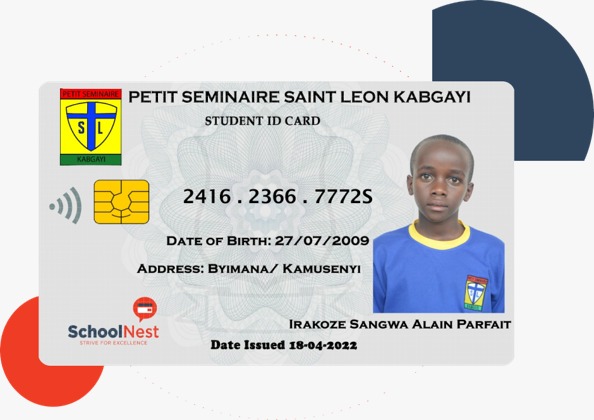 PETIT SEMINAIRE
S L
KABGAYI
PETIT SEMINAIRE SAINT LEON KABGAYI
STUDENT ID CARD
2416 . 2366 . 7772S
DATE OF BIRTH: 27/07/2009
ADDRESS: BYIMANA/ KAMUSENYI
IRAKOZE SANGWA ALAIN PARFAIT
SchoolNest
STRIVE FOR EXCELLENCE
Date Issued 18-04-2022